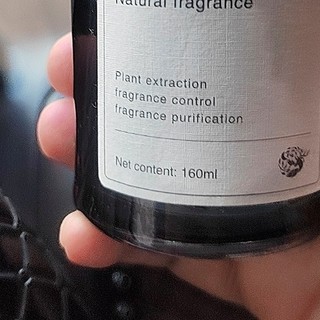 Natural fragrance
Plant extraction
fragrance control
fragrance purification
Net content: 160ml